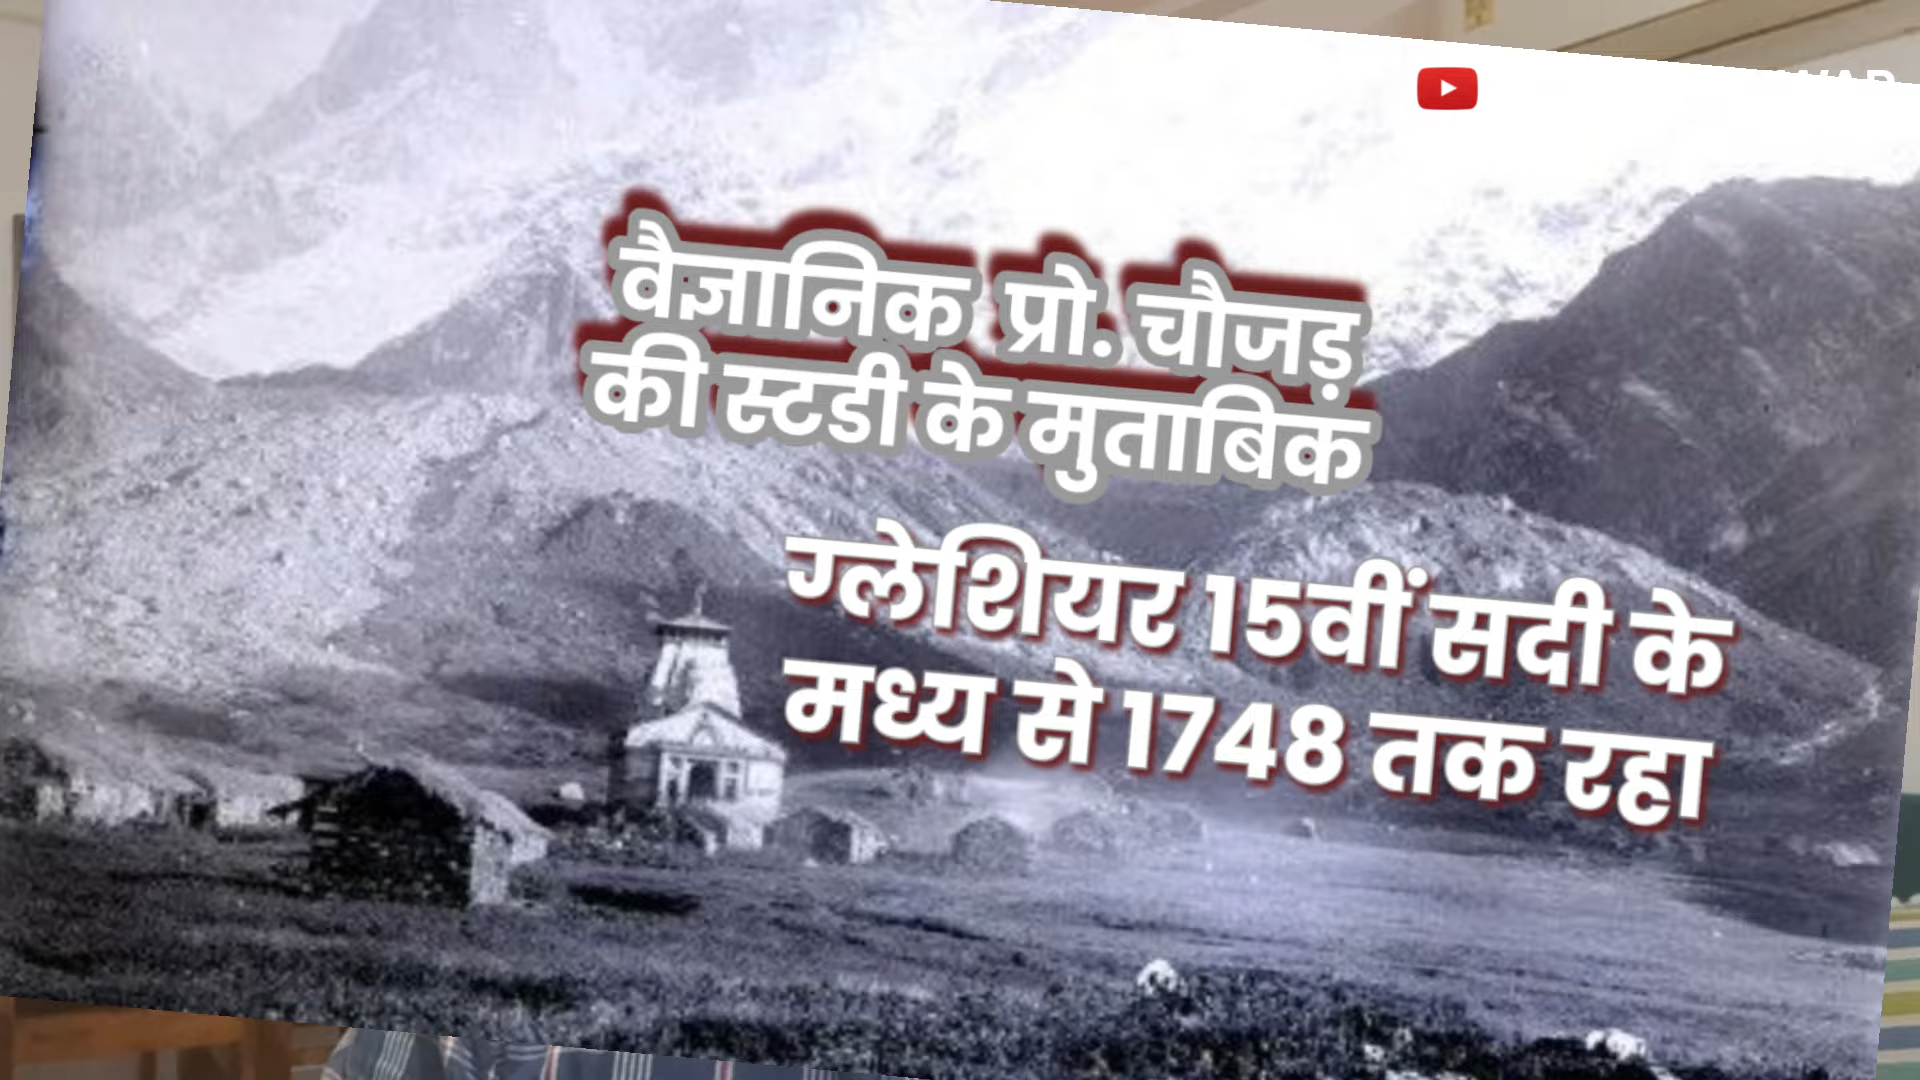 वैज्ञानिक प्रो. चौजड़
की स्टडी के मुताबिक
ग्लेशियर 15वीं सदी के
मध्य से 1748 तक रहा